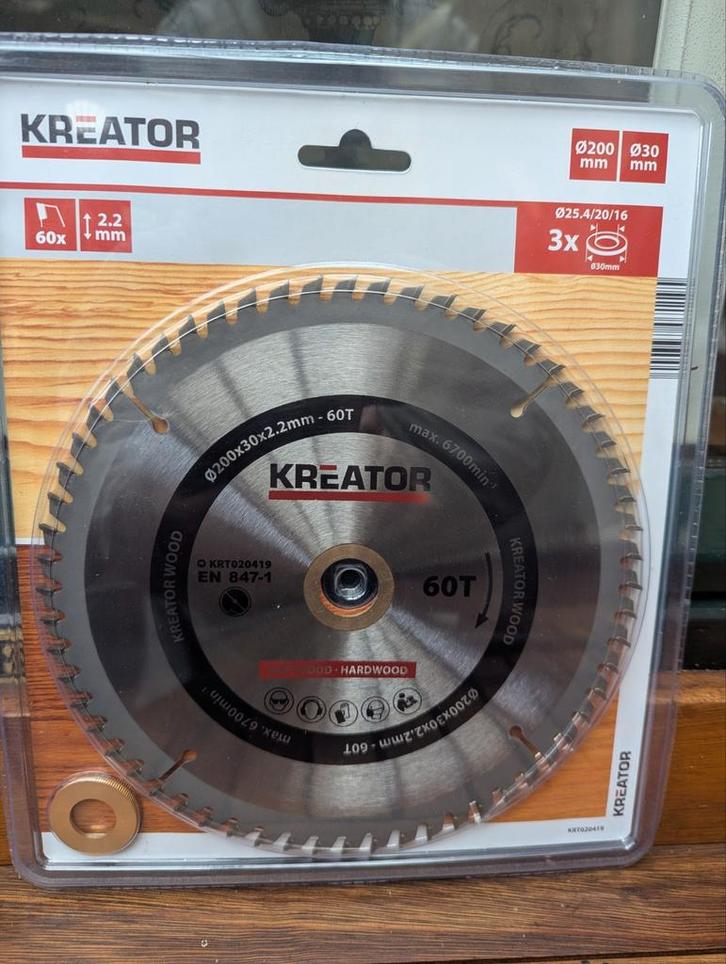 KREATOR
Ø200 mm
Ø30 mm
60x
2.2 mm
Ø25.4/20/16
3x
Ø30mm
Ø200x30x2.2mm - 60T
max. 6700min⁻¹
KREATOR
KREATOR WOOD
KRT020419
EN 847-1
60T
KREATOR WOOD
WOOD · HARDWOOD
max. 6700min⁻¹
Ø200x30x2.2mm - 60T
KREATOR
KRT020419